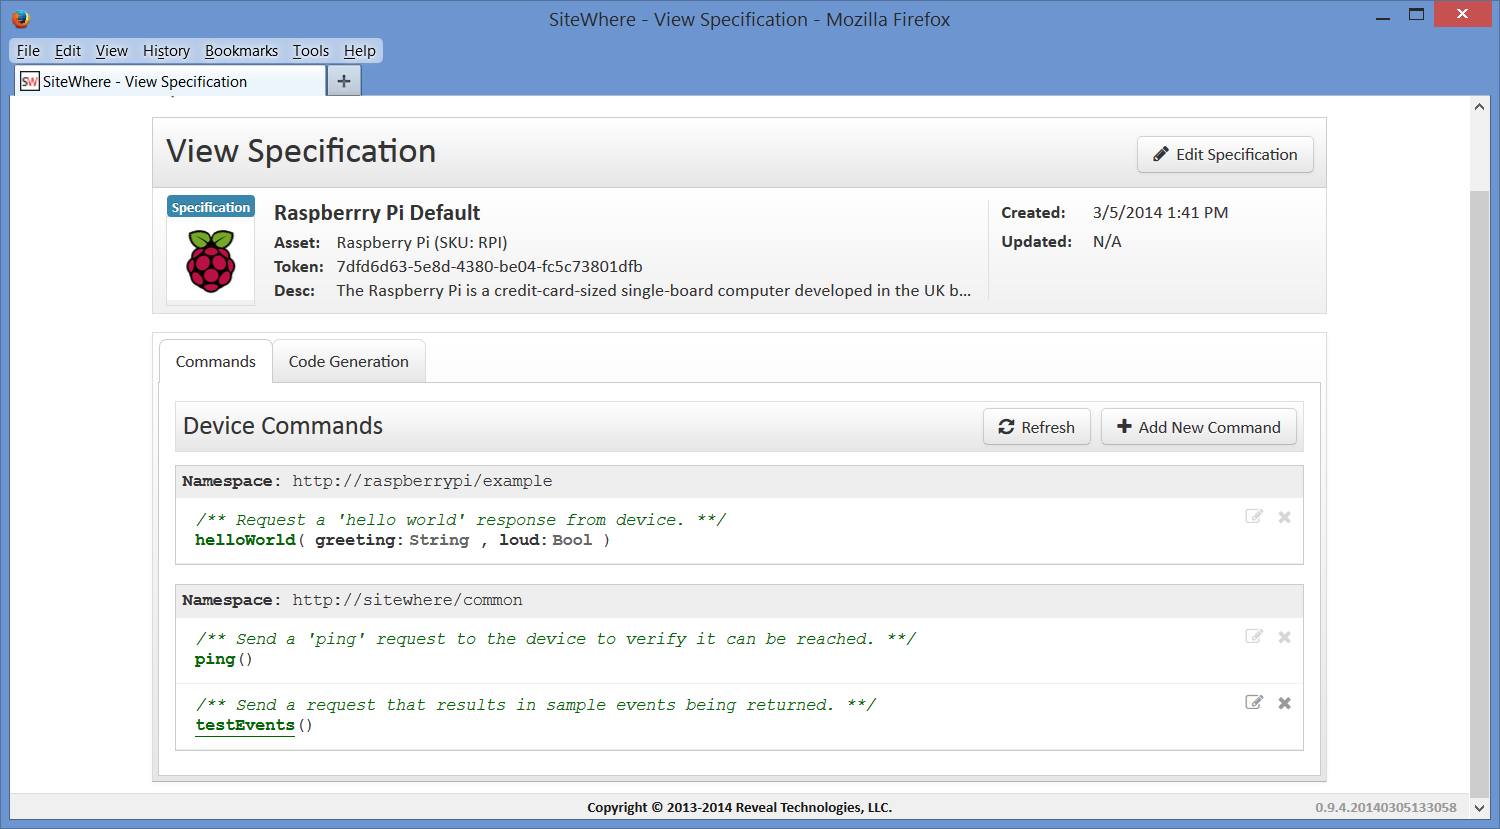 SiteWhere - View Specification - Mozilla Firefox
File Edit View History Bookmarks Tools Help
SW SiteWhere - View Specification
View Specification
Edit Specification
Specification
Raspberrry Pi Default
Asset: Raspberry Pi (SKU: RPI)
Token: 7dfd6d63-5e8d-4380-be04-fc5c73801dfb
Desc: The Raspberry Pi is a credit-card-sized single-board computer developed in the UK b...
Created: 3/5/2014 1:41 PM
Updated: N/A
Commands Code Generation
Device Commands
Refresh Add New Command
Namespace: http://raspberrypi/example
/** Request a 'hello world' response from device. **/
helloWorld( greeting:String , loud:Bool )
Namespace: http://sitewhere/common
/** Send a 'ping' request to the device to verify it can be reached. **/
ping()
/** Send a request that results in sample events being returned. **/
testEvents()
Copyright © 2013-2014 Reveal Technologies, LLC.
0.9.4.20140305133058